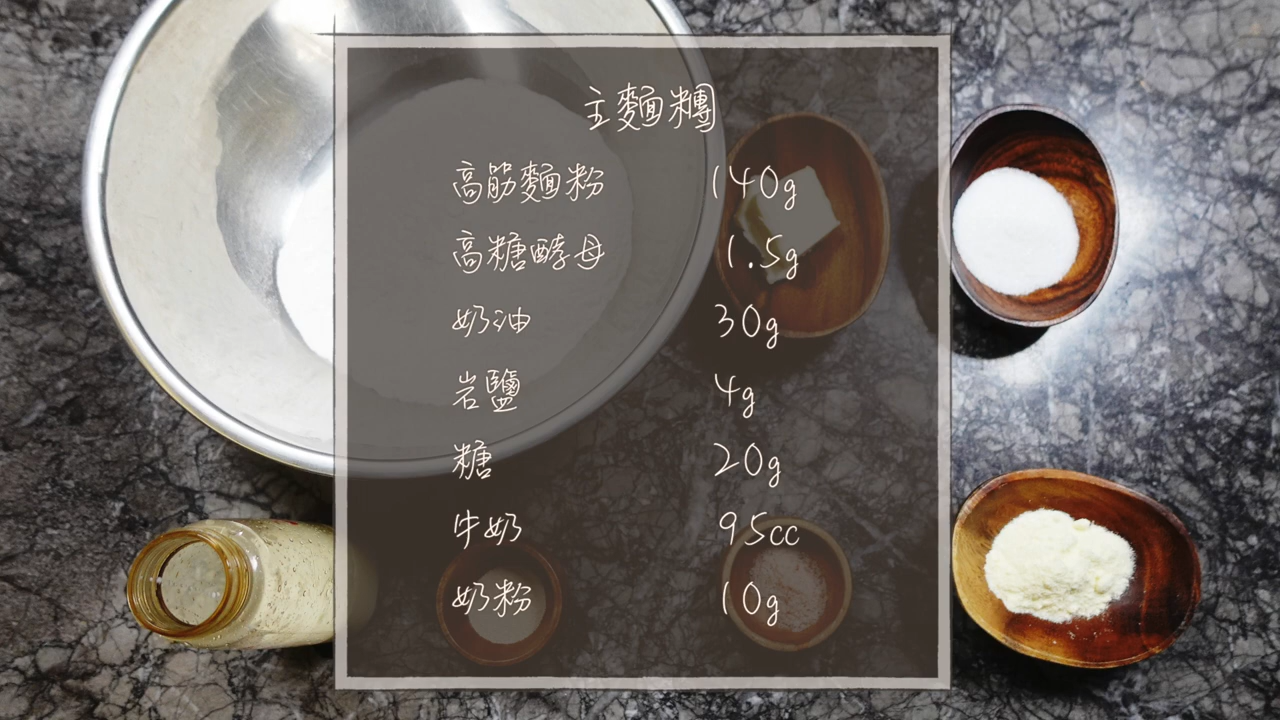 主麵糰
高筋麵粉 140g
高糖酵母 1.5g
奶油 30g
岩鹽 4g
糖 20g
牛奶 95cc
奶粉 10g